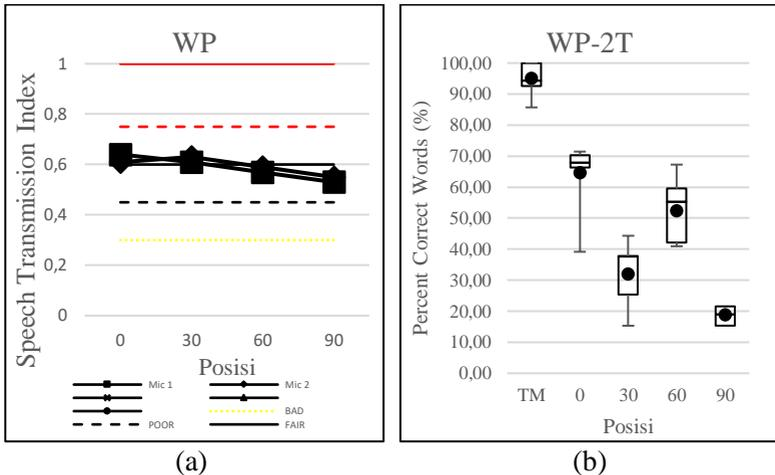 WP
Speech Transmission Index
1
0,8
0,6
0,4
0,2
0
0 30 60 90
Posisi
Mic 1 Mic 2
BAD
POOR FAIR
(a)
WP-2T
Percent Correct Words (%)
100,00
90,00
80,00
70,00
60,00
50,00
40,00
30,00
20,00
10,00
0,00
TM 0 30 60 90
Posisi
(b)